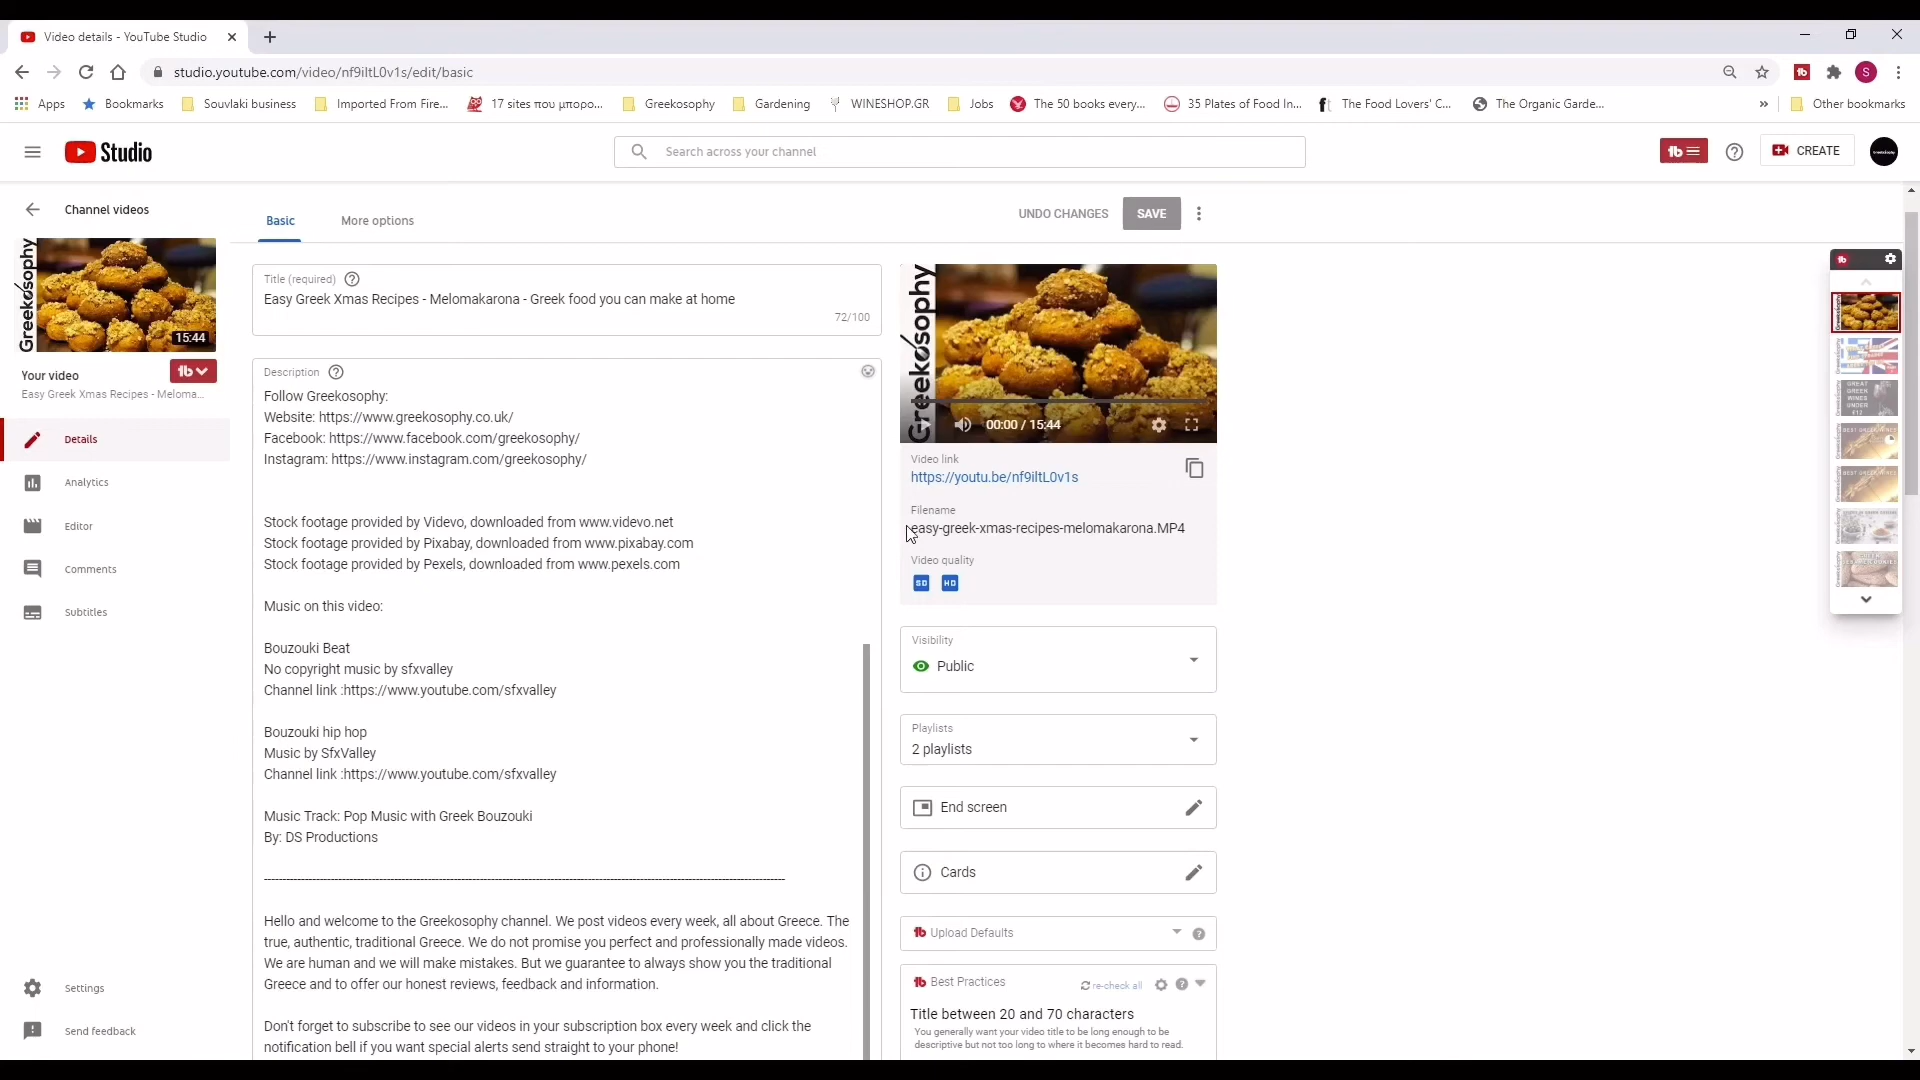 Video details - YouTube Studio
studio.youtube.com/video/nf9iltL0v1s/edit/basic
S
Apps
Bookmarks
Souvlaki business
Imported From Fire...
17 sites που μπορο...
Greekosophy
Gardening
WINESHOP.GR
Jobs
The 50 books every...
35 Plates of Food In...
The Food Lovers' C...
The Organic Garde...
»
Other bookmarks
Studio
Search across your channel
CREATE
Channel videos
Basic
More options
UNDO CHANGES
SAVE
Greekosophy
15:44
Your video
Easy Greek Xmas Recipes - Meloma...
Details
Analytics
Editor
Comments
Subtitles
Settings
Send feedback
Title (required)
Easy Greek Xmas Recipes - Melomakarona - Greek food you can make at home
72/100
Description
Follow Greekosophy:
Website: https://www.greekosophy.co.uk/
Facebook: https://www.facebook.com/greekosophy/
Instagram: https://www.instagram.com/greekosophy/
Stock footage provided by Videvo, downloaded from www.videvo.net
Stock footage provided by Pixabay, downloaded from www.pixabay.com
Stock footage provided by Pexels, downloaded from www.pexels.com
Music on this video:
Bouzouki Beat
No copyright music by sfxvalley
Channel link :https://www.youtube.com/sfxvalley
Bouzouki hip hop
Music by SfxValley
Channel link :https://www.youtube.com/sfxvalley
Music Track: Pop Music with Greek Bouzouki
By: DS Productions
Hello and welcome to the Greekosophy channel. We post videos every week, all about Greece. The
true, authentic, traditional Greece. We do not promise you perfect and professionally made videos.
We are human and we will make mistakes. But we guarantee to always show you the traditional
Greece and to offer our honest reviews, feedback and information.
Don't forget to subscribe to see our videos in your subscription box every week and click the
notification bell if you want special alerts send straight to your phone!
Greekosophy
00:00 / 15:44
Video link
https://youtu.be/nf9iltL0v1s
Filename
easy-greek-xmas-recipes-melomakarona.MP4
Video quality
SD HD
Visibility
Public
Playlists
2 playlists
End screen
Cards
Upload Defaults
Best Practices
re-check all
Title between 20 and 70 characters
You generally want your video title to be long enough to be
descriptive but not too long to where it becomes hard to read.
GREAT
GREEK
WINES
UNDER